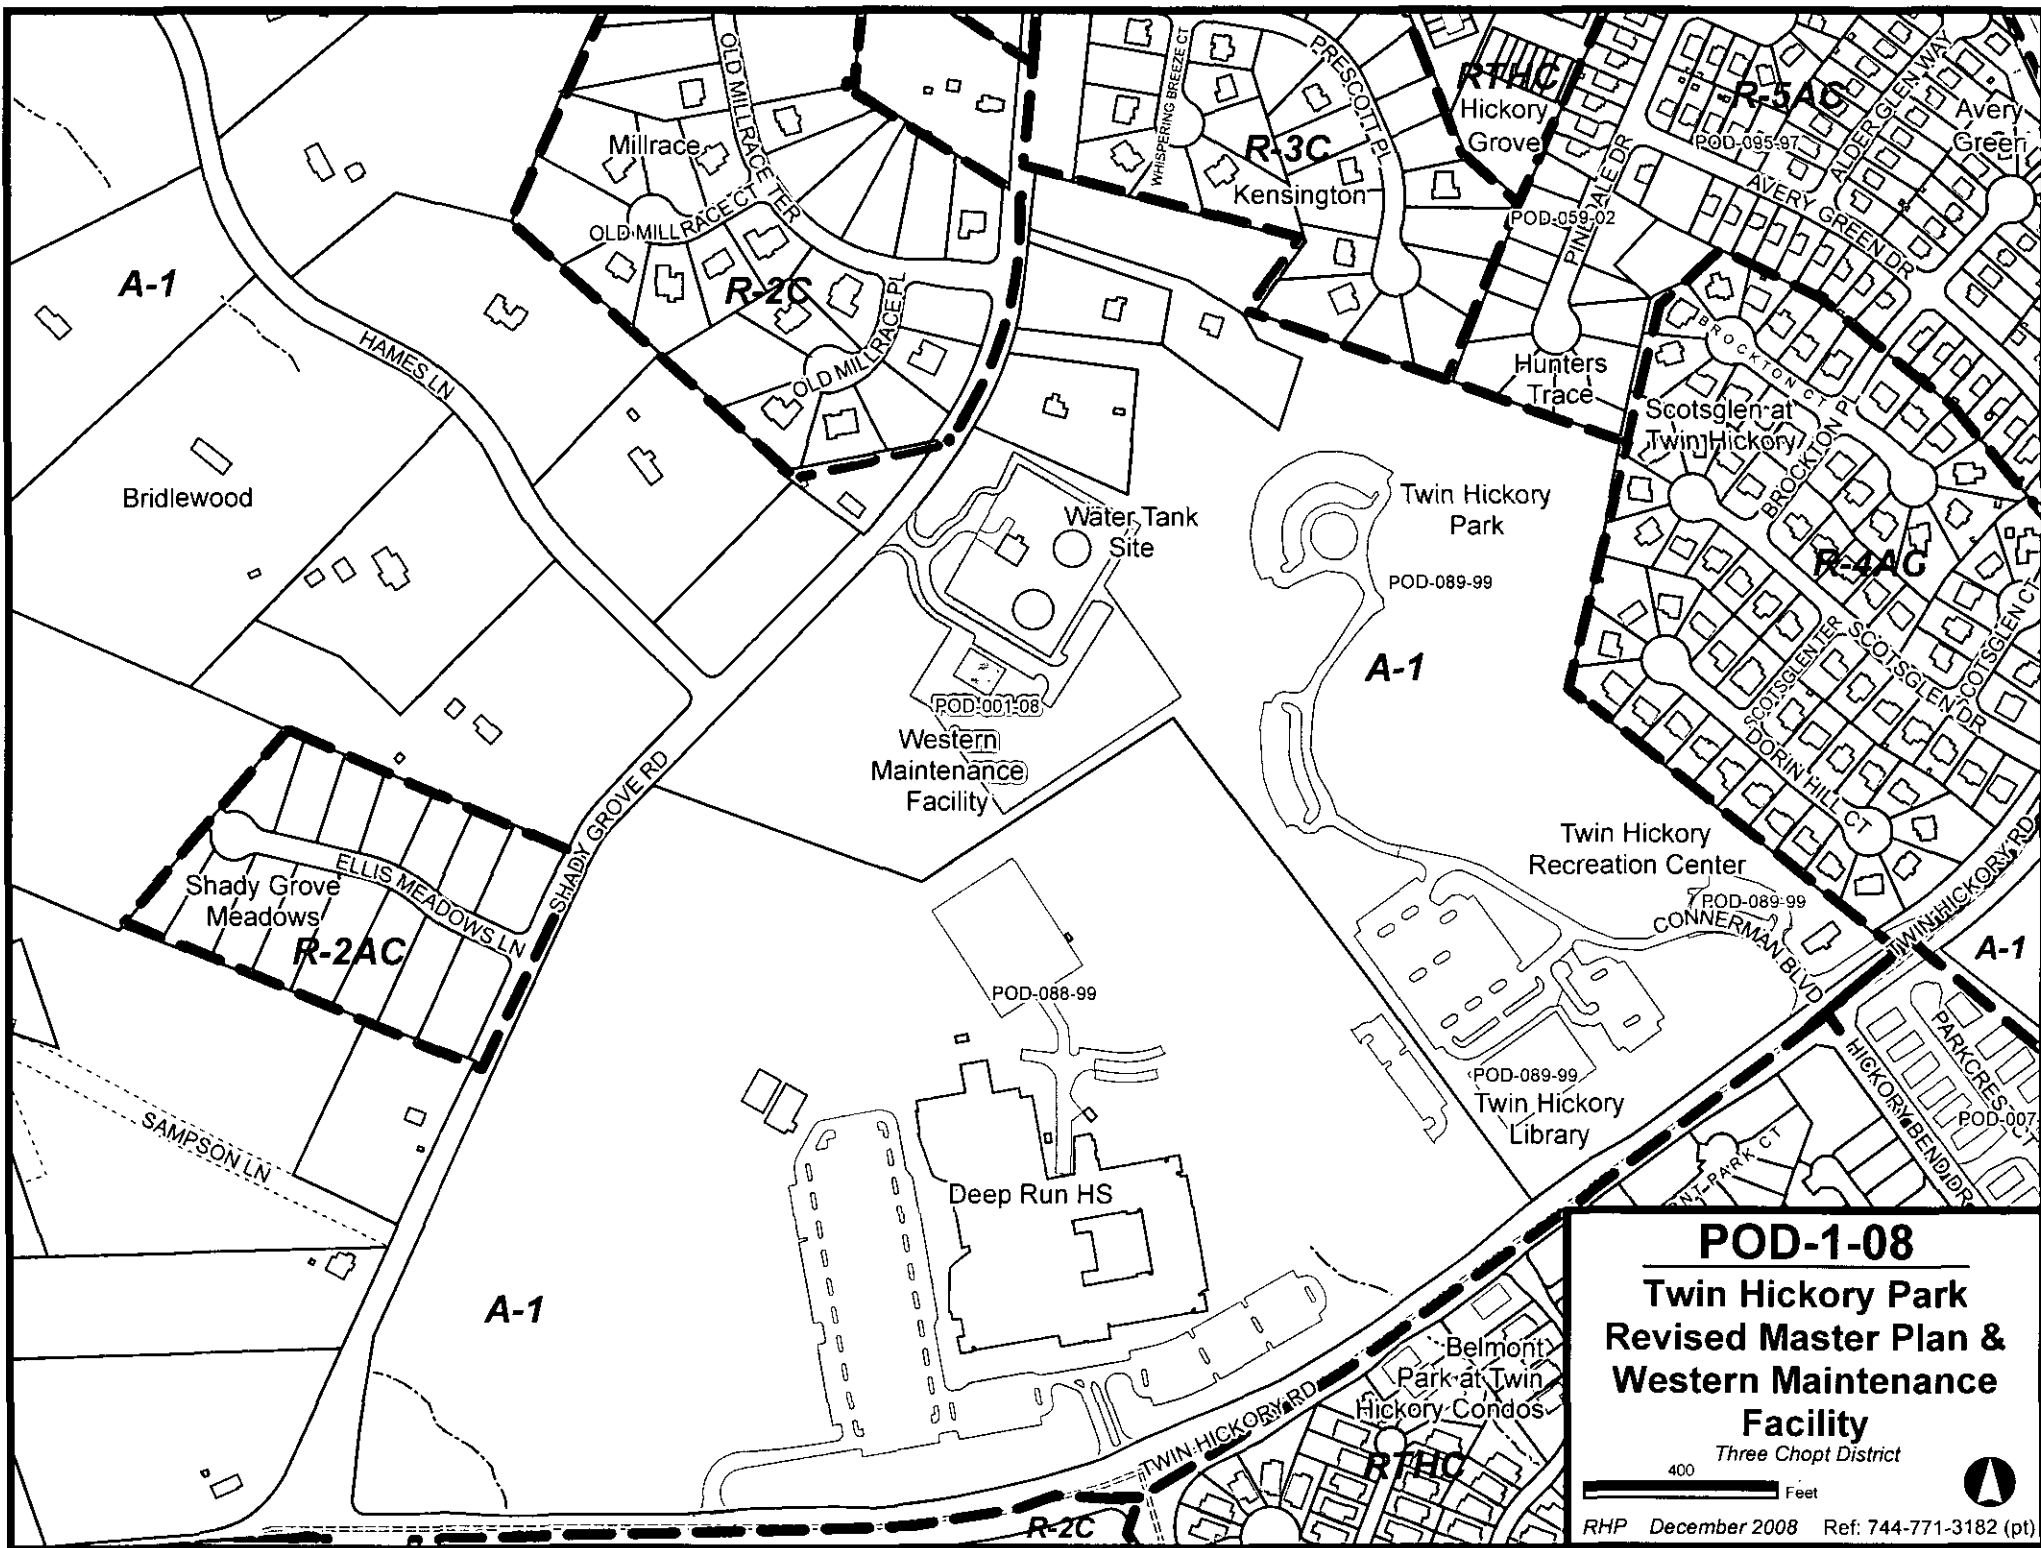 OLD MILLRACE TER
WHISPERING BREEZE CT
PRESCOTT PL
RTHC
Hickory
Grove
R-5AC
ALDER GLEN WAY
Avery
Green
POD-095-97
Millrace
R-3C
Kensington
PINEDALE DR
AVERY GREEN DR
POD-059-02
OLD MILLRACE CT
A-1
R-2C
OLD MILLRACE PL
HAMES LN
BROCKTON CT
Hunters
Trace
Scotsglen at
Twin Hickory
BROCKTON PL
Bridlewood
Water Tank
Site
Twin Hickory
Park
POD-089-99
R-4AC
A-1
SCOTSGLEN CT
SCOTSGLEN TER
SCOTSGLEN DR
DORIN HILL CT
POD-001-08
Western
Maintenance
Facility
SHADY GROVE RD
Twin Hickory
Recreation Center
POD-089-99
CONNERMAN BLVD
TWIN HICKORY RD
A-1
ELLIS MEADOWS LN
Shady Grove
Meadows
R-2AC
POD-088-99
PARKCREST CT
HICKORY BEND DR
POD-007-
POD-089-99
Twin Hickory
Library
SAMPSON LN
NT PARK CT
Deep Run HS
A-1
Belmont
Park at Twin
Hickory Condos
TWIN HICKORY RD
RTHC
R-2C
POD-1-08
Twin Hickory Park
Revised Master Plan &
Western Maintenance
Facility
Three Chopt District
400
Feet
RHP December 2008 Ref: 744-771-3182 (pt)